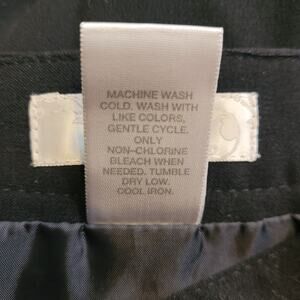 MACHINE WASH
COLD. WASH WITH
LIKE COLORS,
GENTLE CYCLE.
ONLY
NON-CHLORINE
BLEACH WHEN
NEEDED. TUMBLE
DRY LOW.
COOL IRON.